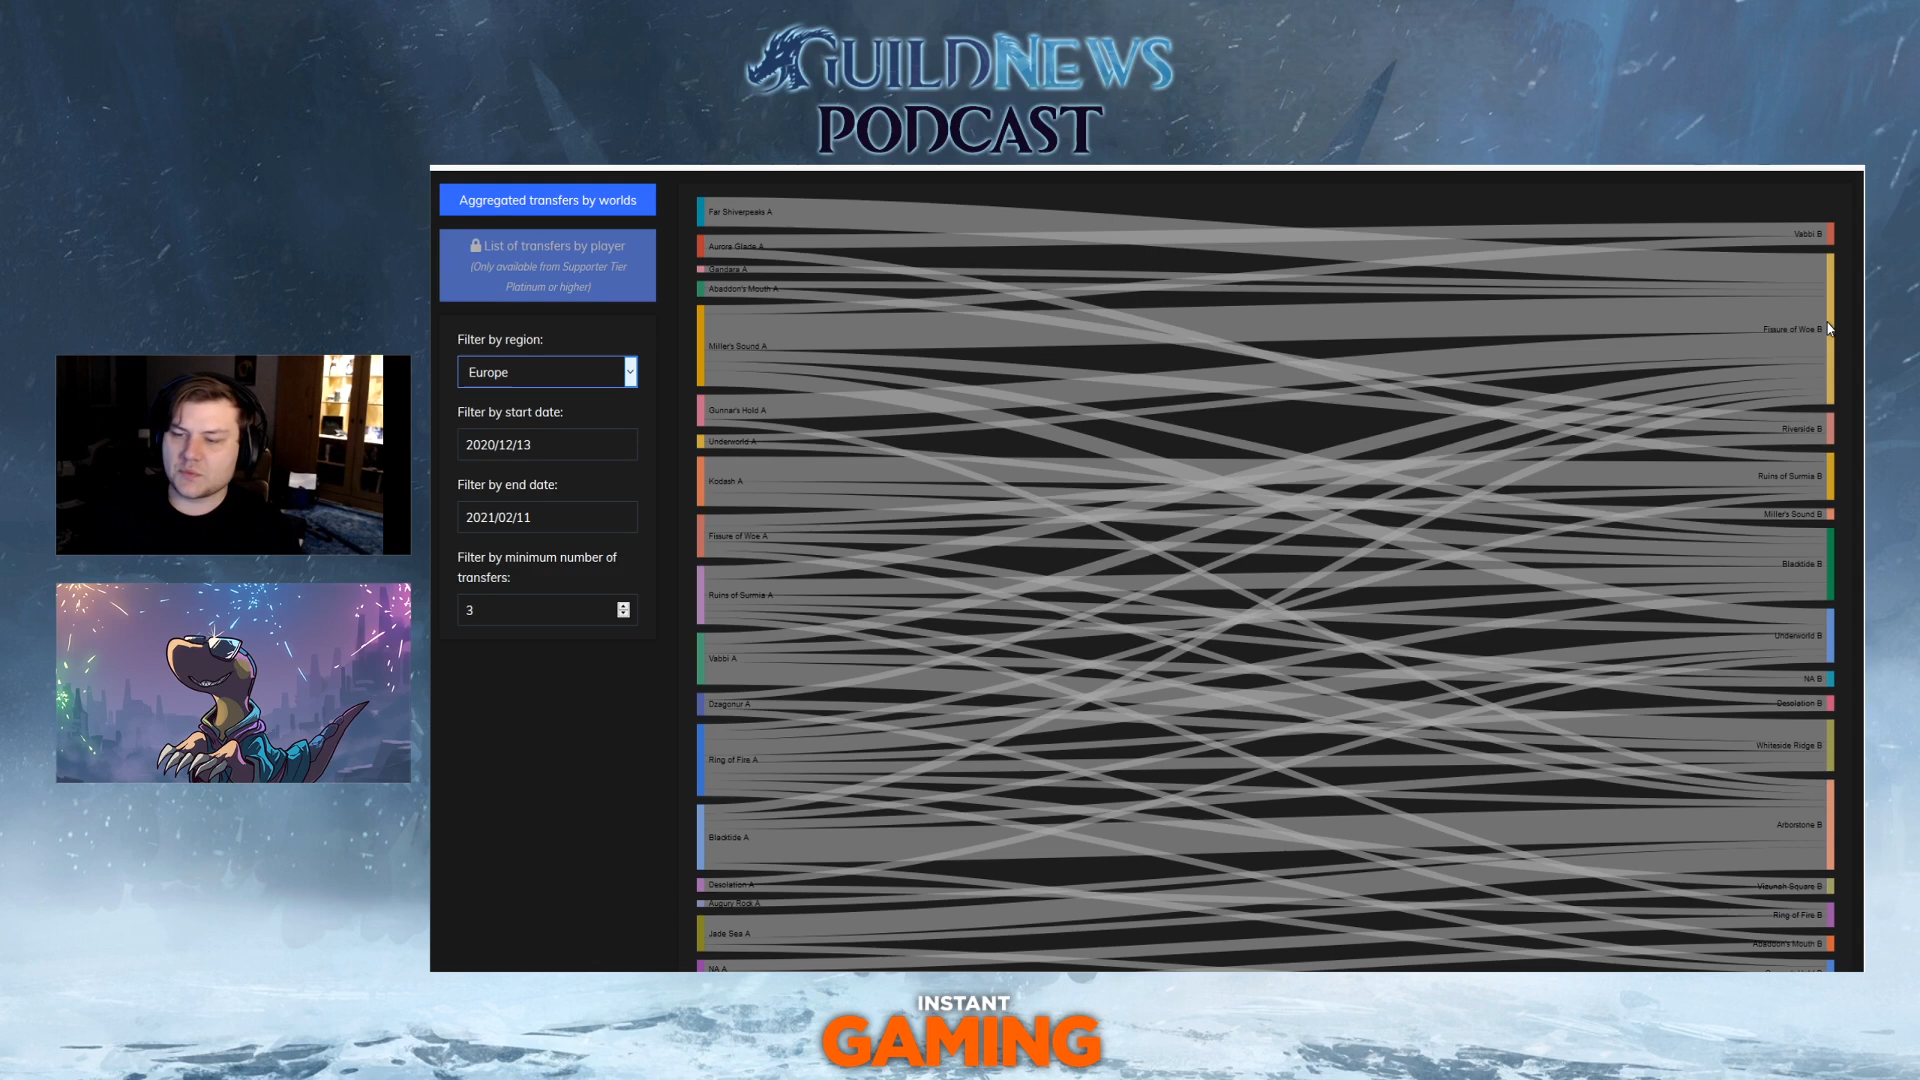 GUILDNEWS
PODCAST
Aggregated transfers by worlds
List of transfers by player
(Only available from Supporter Tier
Platinum or higher)
Filter by region:
Europe
Filter by start date:
2020/12/13
Filter by end date:
2021/02/11
Filter by minimum number of
transfers:
3
Far Shiverpeaks A
Aurora Glade A
Gandara A
Abaddon's Mouth A
Miller's Sound A
Gunnar's Hold A
Underworld A
Kodash A
Fissure of Woe A
Ruins of Surmia A
Vabbi A
Dzagonur A
Ring of Fire A
Blacktide A
Desolation A
Augury Rock A
Jade Sea A
NA A
Vabbi B
Fissure of Woe B
Riverside B
Ruins of Surmia B
Miller's Sound B
Blacktide B
Underworld B
NA B
Desolation B
Whiteside Ridge B
Arborstone B
Vizunah Square B
Ring of Fire B
Abaddon's Mouth B
INSTANT
GAMING